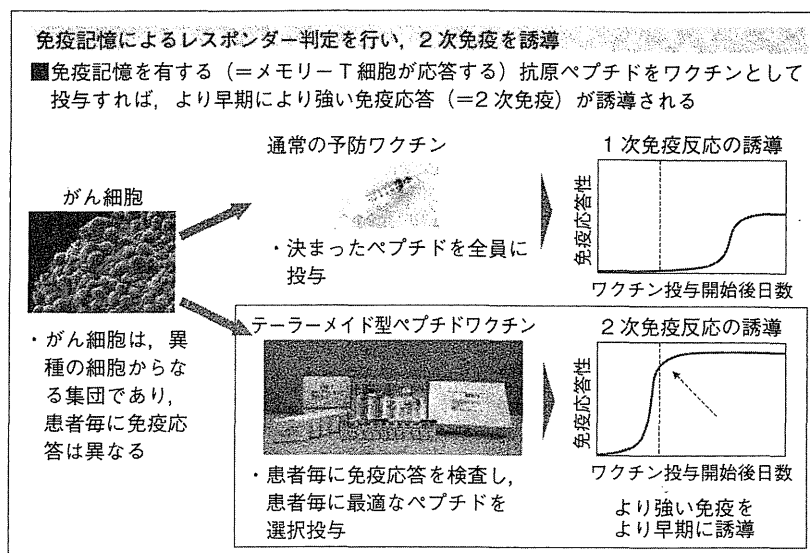 免疫記憶によるレスポンダー判定を行い，2次免疫を誘導
■免疫記憶を有する（＝メモリーT細胞が応答する）抗原ペプチドをワクチンとして
投与すれば，より早期により強い免疫応答（＝2次免疫）が誘導される
通常の予防ワクチン
・決まったペプチドを全員に
投与
1次免疫反応の誘導
免疫応答性
ワクチン投与開始後日数
がん細胞
・がん細胞は，異
種の細胞からな
る集団であり，
患者毎に免疫応
答は異なる
テーラーメイド型ペプチドワクチン
・患者毎に免疫応答を検査し，
患者毎に最適なペプチドを
選択投与
2次免疫反応の誘導
免疫応答性
ワクチン投与開始後日数
より強い免疫を
より早期に誘導